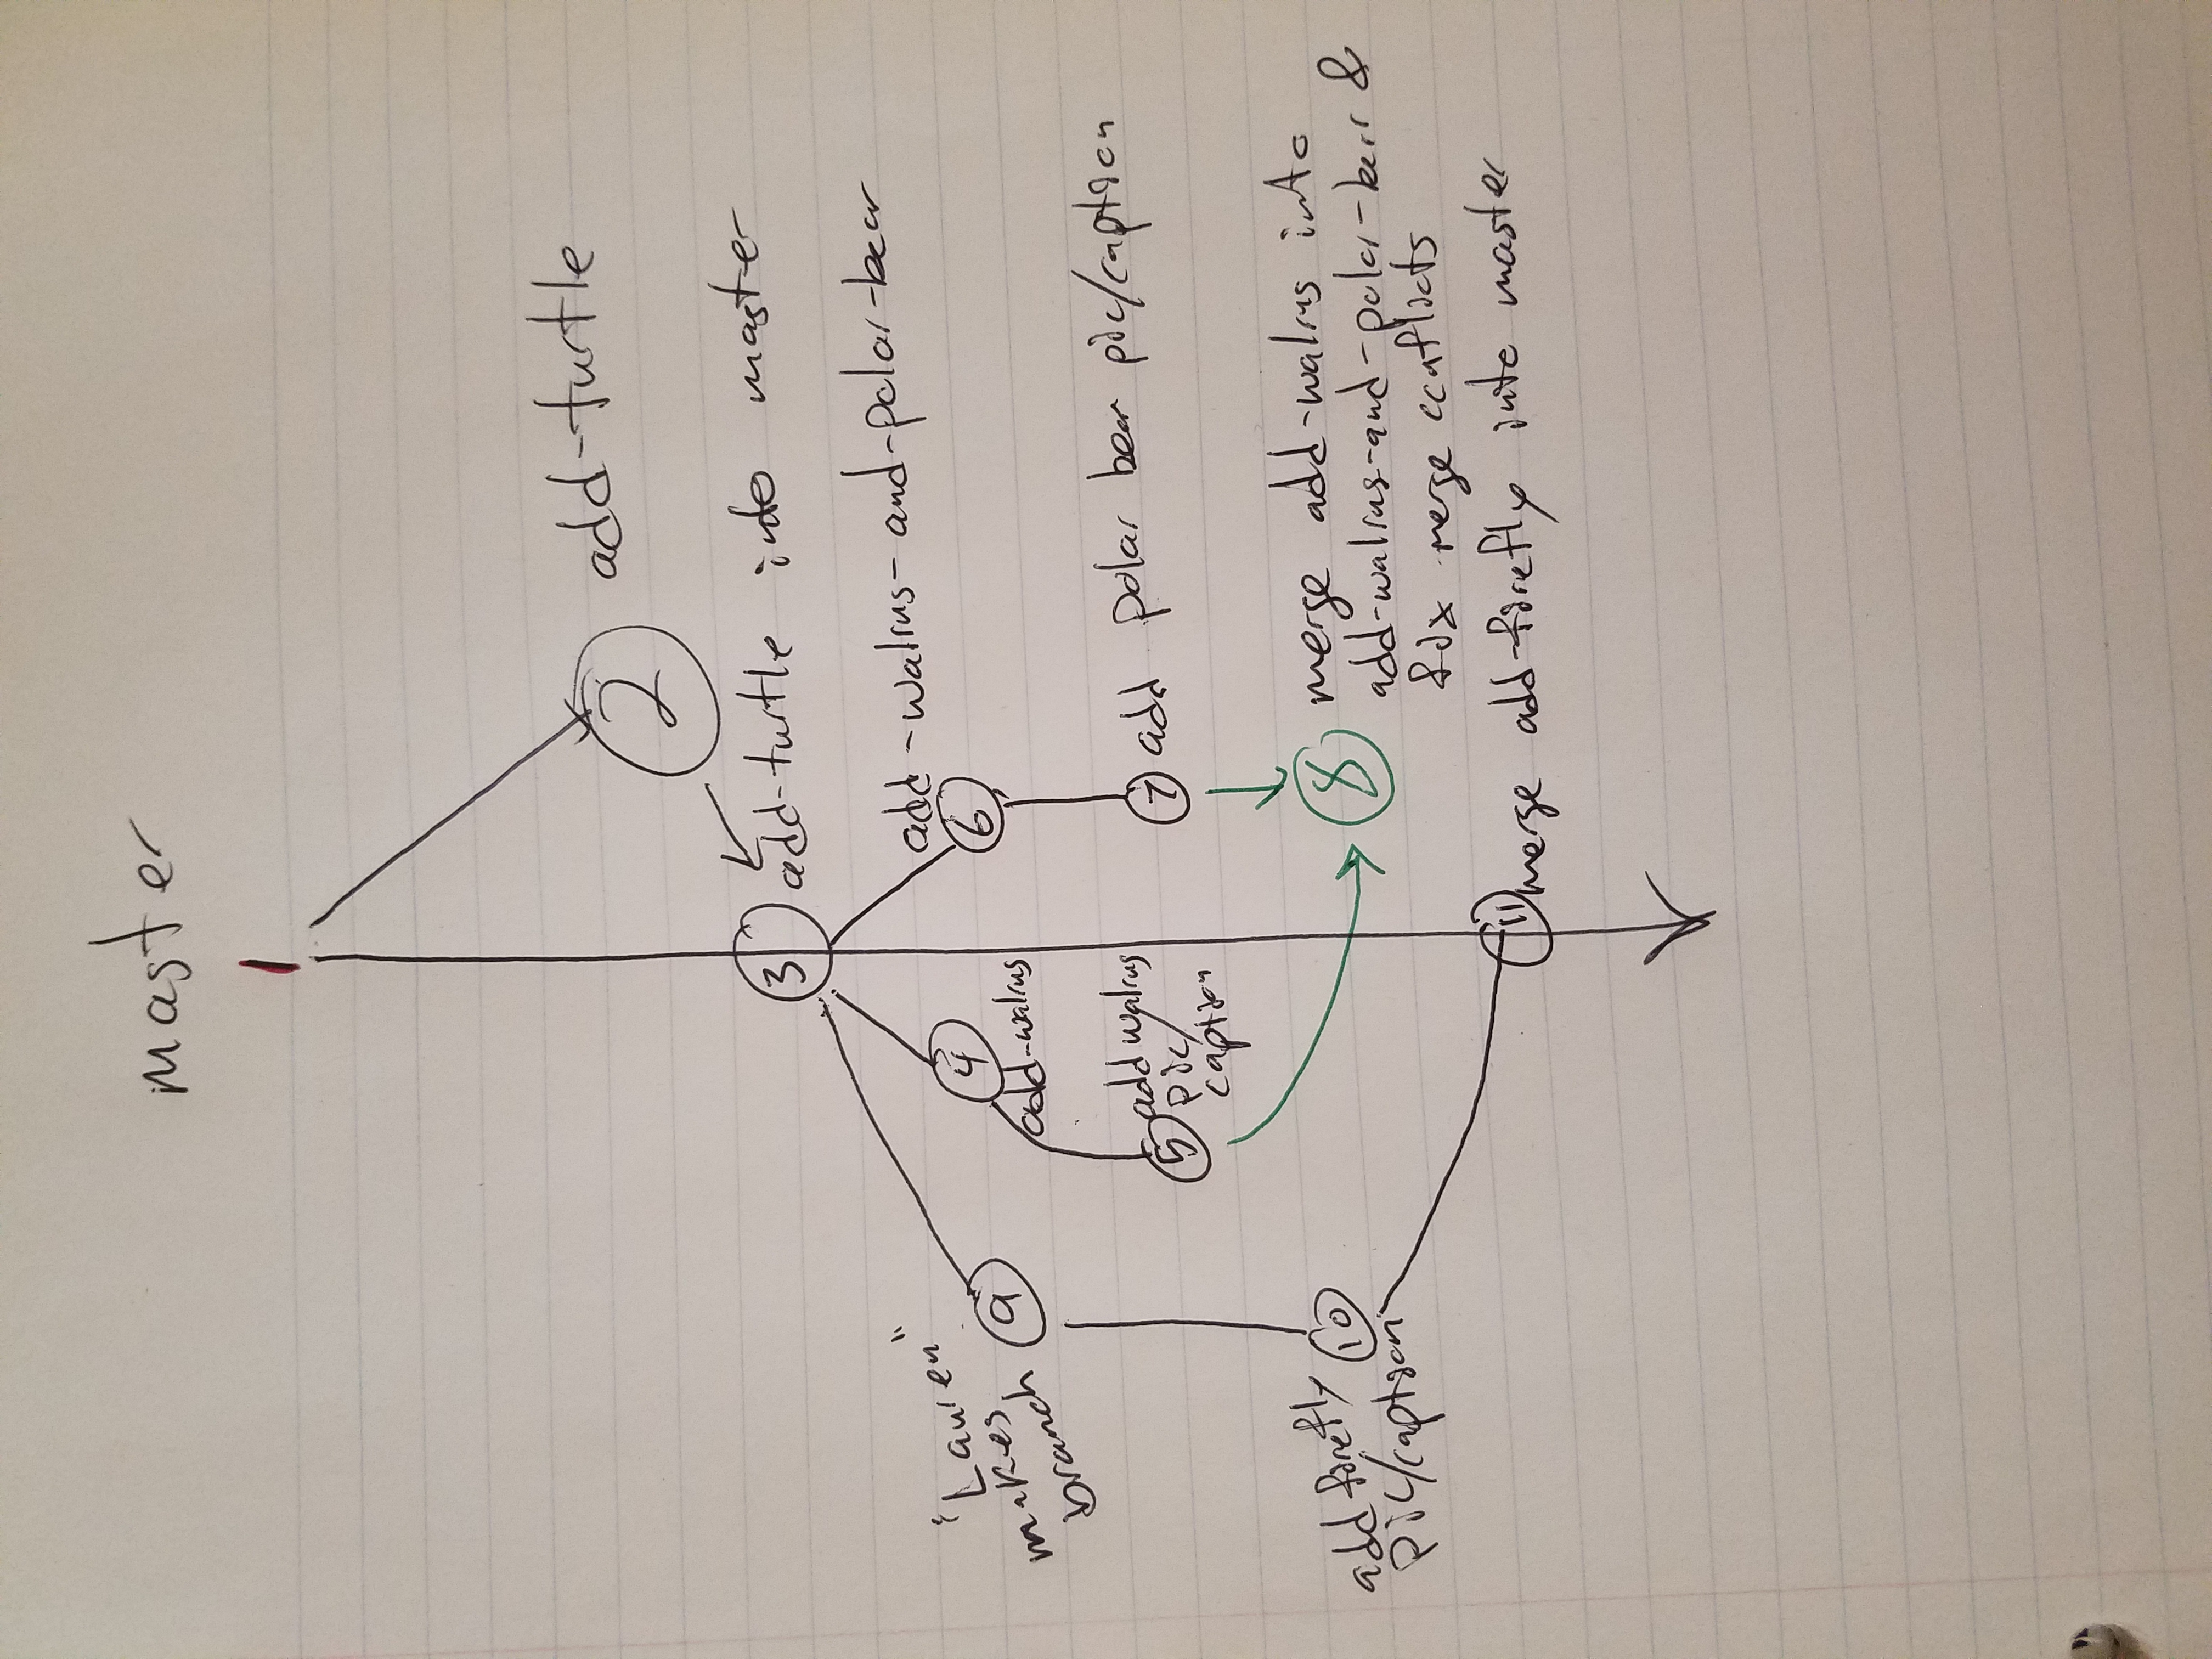 master
1
2 add-turtle
3 add-turtle into master
add-walrus-and-polar-bear
"Lauren"
makes
branch
9
4
add-walrus
6
5 add walrus
pic/
caption
7 add polar bear pic/caption
add firefly
pic/caption
10
8 merge add-walrus into
add-walrus-and-polar-bear &
fix merge conflicts
11 merge add-firefly into master